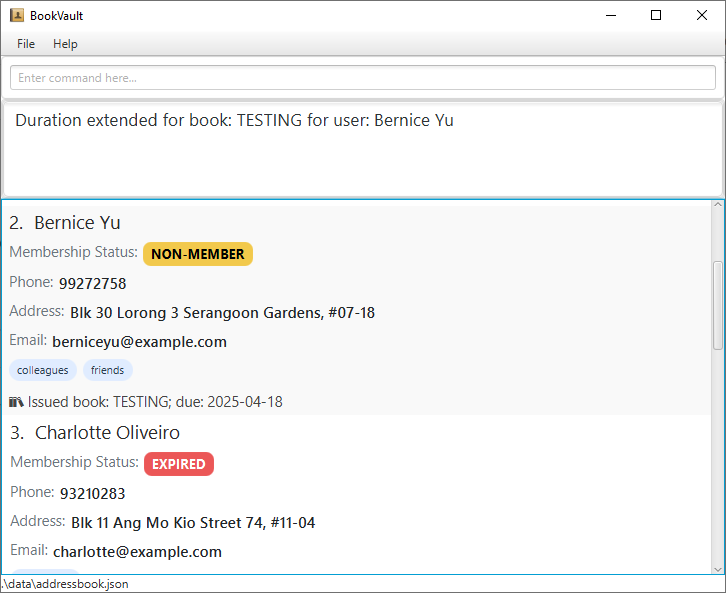 BookVault
File Help
Enter command here...
Duration extended for book: TESTING for user: Bernice Yu
2. Bernice Yu
Membership Status: NON-MEMBER
Phone: 99272758
Address: Blk 30 Lorong 3 Serangoon Gardens, #07-18
Email: berniceyu@example.com
colleagues friends
Issued book: TESTING; due: 2025-04-18
3. Charlotte Oliveiro
Membership Status: EXPIRED
Phone: 93210283
Address: Blk 11 Ang Mo Kio Street 74, #11-04
Email: charlotte@example.com
.\data\addressbook.json